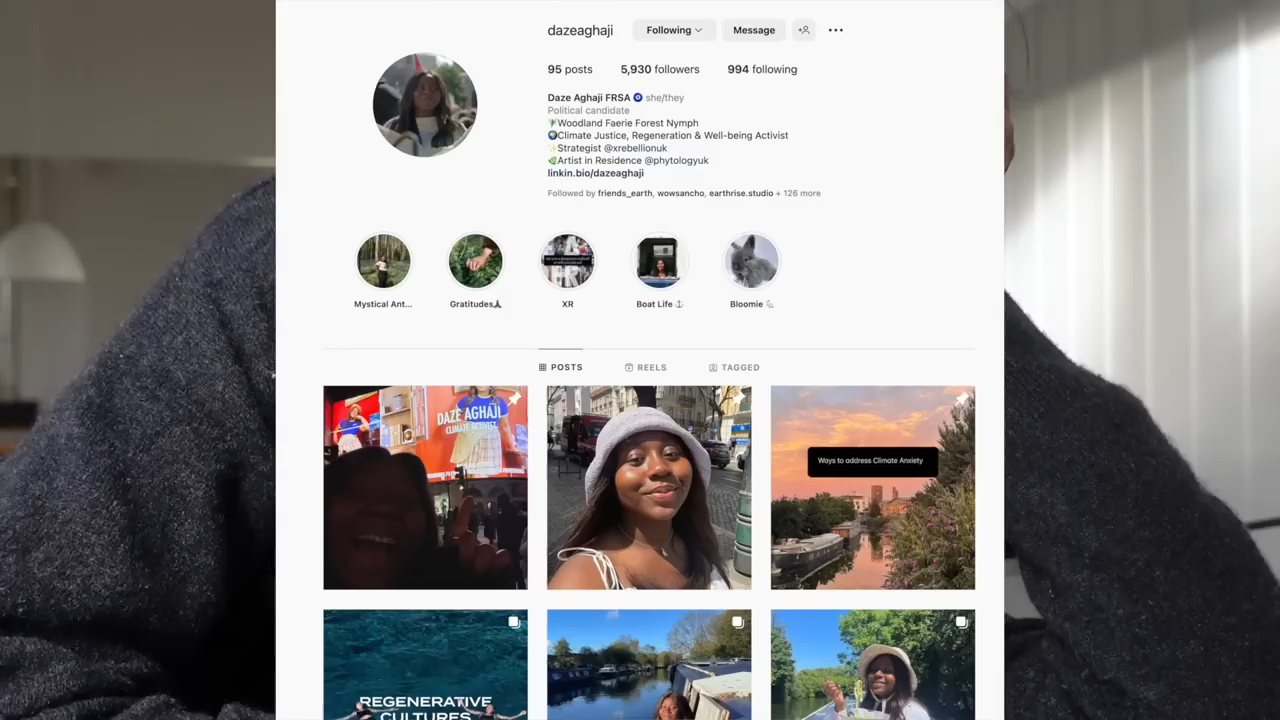 dazeaghaji
Following
Message
95 posts
5,930 followers
994 following
Daze Aghaji FRSA
she/they
Political candidate
Woodland Faerie Forest Nymph
Climate Justice, Regeneration & Well-being Activist
Strategist @xrebellionuk
Artist in Residence @phytologyuk
linkin.bio/dazeaghaji
Followed by friends_earth, wowsancho, earthrise.studio + 126 more
Mystical Ant...
Gratitudes
XR
Boat Life
Bloomie
POSTS
REELS
TAGGED
DAZE AGHAJI
CLIMATE ACTIVIST
Ways to address Climate Anxiety
REGENERATIVE
CULTURES